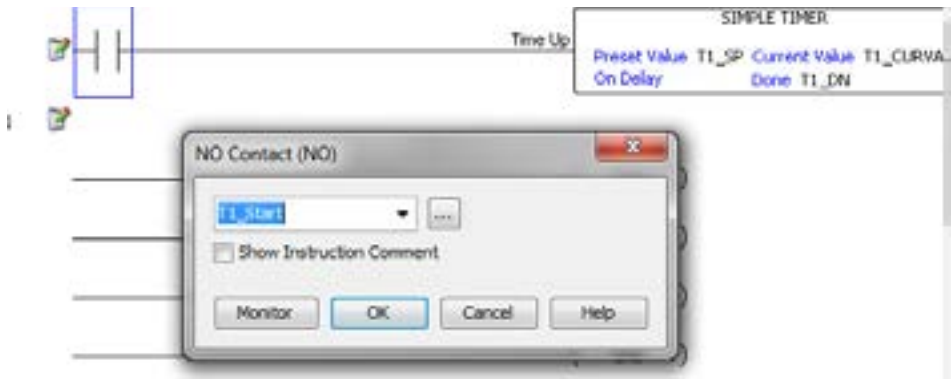 SIMPLE TIMER
Time Up
Preset Value T1_SP Current Value T1_CURVA...
On Delay Done T1_DN
NO Contact (NO)
T1_Start
...
Show Instruction Comment
Monitor OK Cancel Help